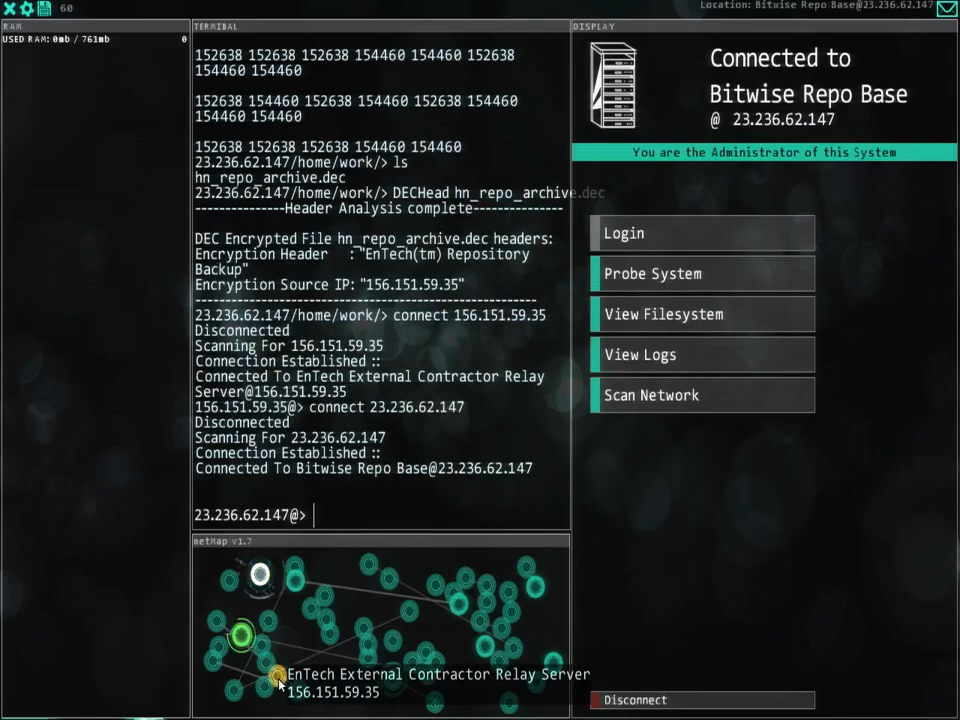 60
Location: Bitwise Repo Base@23.236.62.147
RAM
USED RAM: 0mb / 761mb
0
TERMINAL
152638 152638 152638 154460 154460 152638
154460 154460
152638 154460 152638 154460 152638 154460
154460 154460
152638 152638 152638 154460 154460
23.236.62.147/home/work/> ls
hn_repo_archive.dec
23.236.62.147/home/work/> DECHead hn_repo_archive.dec
--------------Header Analysis complete--------------
DEC Encrypted File hn_repo_archive.dec headers:
Encryption Header   : "EnTech(tm) Repository
Backup"
Encryption Source IP: "156.151.59.35"
---------------------------------------------------------
23.236.62.147/home/work/> connect 156.151.59.35
Disconnected
Scanning For 156.151.59.35
Connection Established ::
Connected To EnTech External Contractor Relay
Server@156.151.59.35
156.151.59.35@> connect 23.236.62.147
Disconnected
Scanning For 23.236.62.147
Connection Established ::
Connected To Bitwise Repo Base@23.236.62.147
23.236.62.147@>
netMap v1.7
EnTech External Contractor Relay Server
156.151.59.35
DISPLAY
Connected to
Bitwise Repo Base
@ 23.236.62.147
You are the Administrator of this System
Login
Probe System
View Filesystem
View Logs
Scan Network
Disconnect